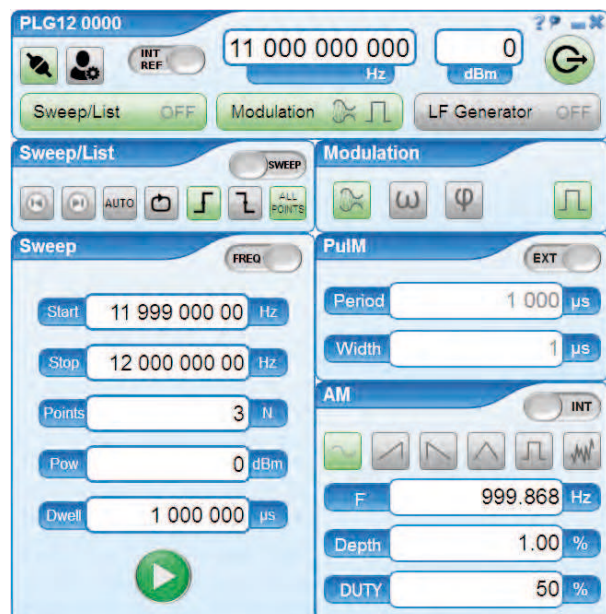 PLG12 0000
INT REF
11 000 000 000
Hz
0
dBm
Sweep/List OFF
Modulation
LF Generator OFF
Sweep/List
SWEEP
AUTO
ALL POINTS
Modulation
ω
φ
Sweep
FREQ
Start 11 999 000 00 Hz
Stop 12 000 000 00 Hz
Points 3 N
Pow 0 dBm
Dwell 1 000 000 µs
PulM
EXT
Period 1 000 µs
Width 1 µs
AM
INT
F 999.868 Hz
Depth 1.00 %
DUTY 50 %